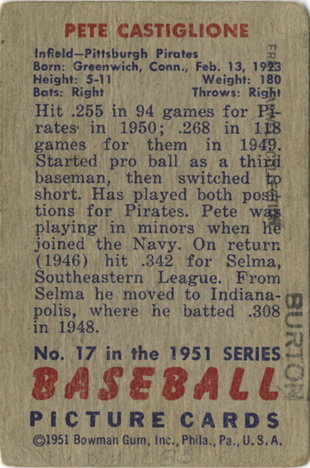 PETE CASTIGLIONE
Infield—Pittsburgh Pirates
Born: Greenwich, Conn., Feb. 13, 1923
Height: 5-11 Weight: 180
Bats: Right Throws: Right
Hit .255 in 94 games for Pi-
rates in 1950; .268 in 118
games for them in 1949.
Started pro ball as a third
baseman, then switched to
short. Has played both posi-
tions for Pirates. Pete was
playing in minors when he
joined the Navy. On return
(1946) hit .342 for Selma,
Southeastern League. From
Selma he moved to Indiana-
polis, where he batted .308
in 1948.
No. 17 in the 1951 SERIES
BASEBALL
PICTURE CARDS
©1951 Bowman Gum, Inc., Phila., Pa., U.S.A.
BURTON